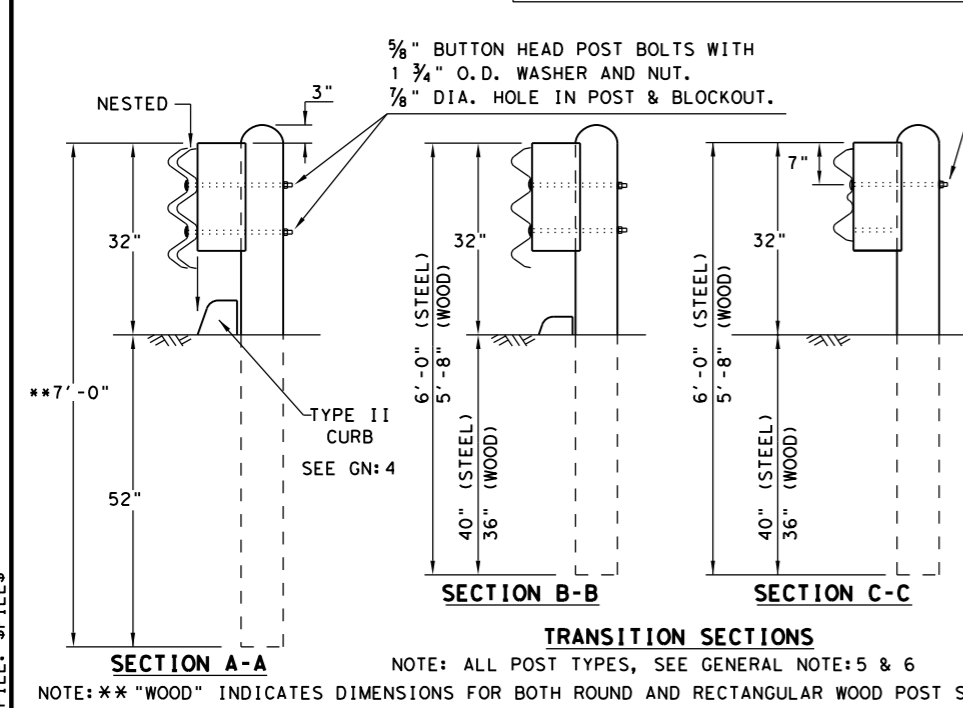 ⅝" BUTTON HEAD POST BOLTS WITH
1 ¾" O.D. WASHER AND NUT.
⅞" DIA. HOLE IN POST & BLOCKOUT.
NESTED
3"
32"
**7'-0"
52"
TYPE II
CURB
SEE GN:4
SECTION A-A
32"
6'-0" (STEEL)
5'-8" (WOOD)
40" (STEEL)
36" (WOOD)
SECTION B-B
7"
32"
6'-0" (STEEL)
5'-8" (WOOD)
40" (STEEL)
36" (WOOD)
SECTION C-C
TRANSITION SECTIONS
NOTE: ALL POST TYPES, SEE GENERAL NOTE:5 & 6
NOTE:** "WOOD" INDICATES DIMENSIONS FOR BOTH ROUND AND RECTANGULAR WOOD POST S